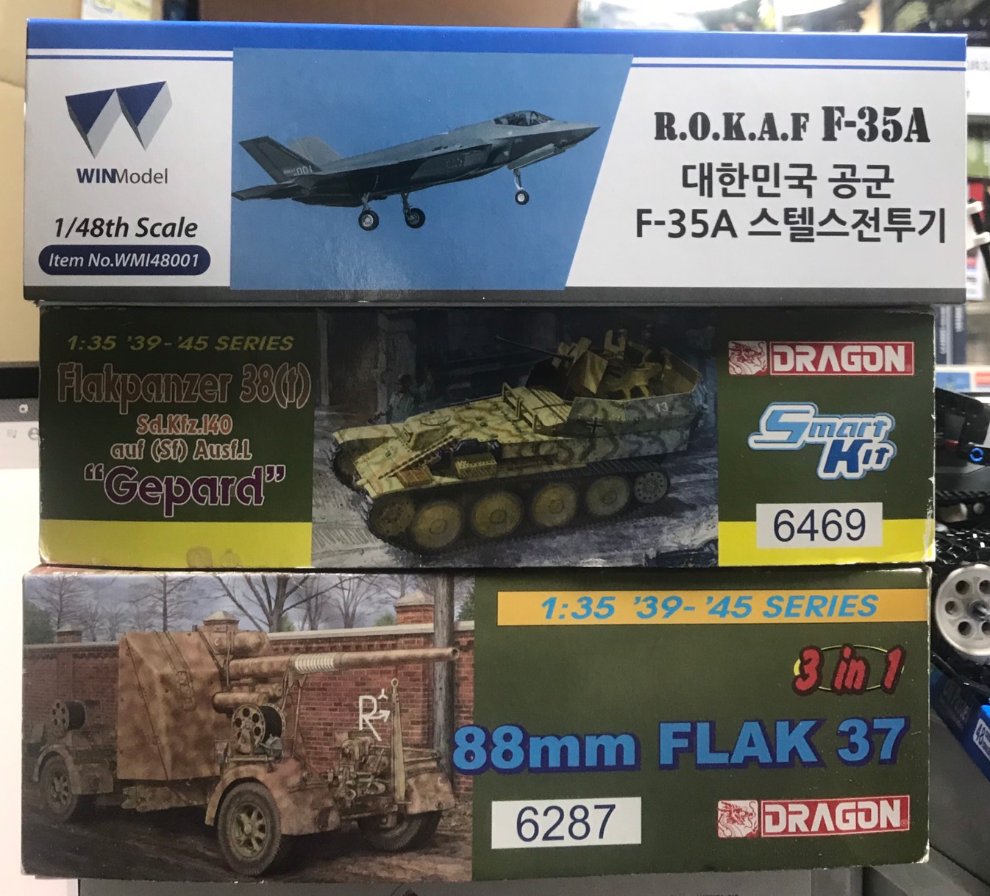 WINModel
1/48th Scale
Item No.WMI48001
001
R.O.K.A.F F-35A
대한민국 공군
F-35A 스텔스전투기
1:35 '39-'45 SERIES
Flakpanzer 38(t)
Sd.Kfz.140
auf (Sf) Ausf.L
"Gepard"
13
DRAGON
Smart
Kit
6469
1:35 '39-'45 SERIES
3 in 1
88mm FLAK 37
6287
DRAGON